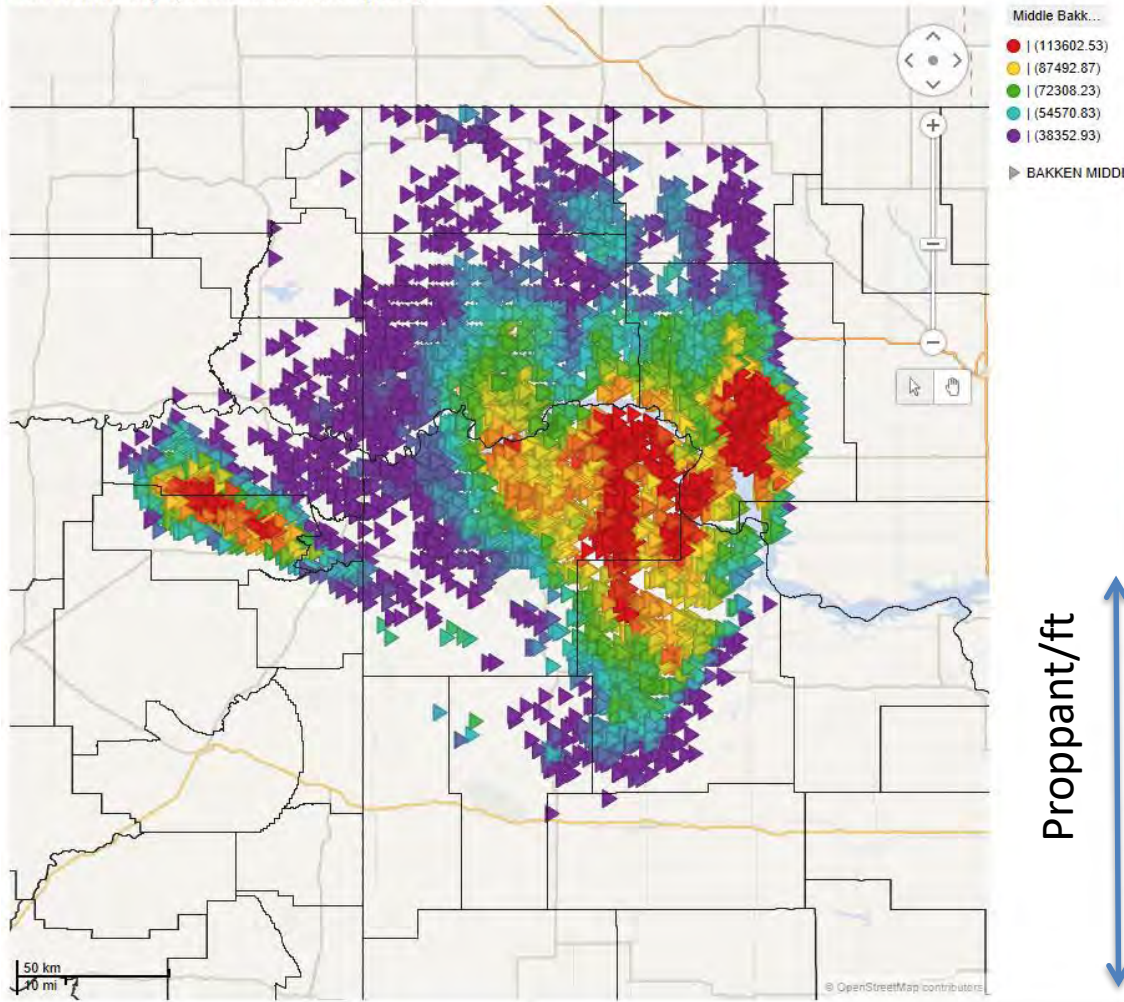 Middle Bakk...
| (113602.53)
| (87492.87)
| (72308.23)
| (54570.83)
| (38352.93)
BAKKEN MIDDL
Proppant/ft
50 km
10 mi
© OpenStreetMap contributors